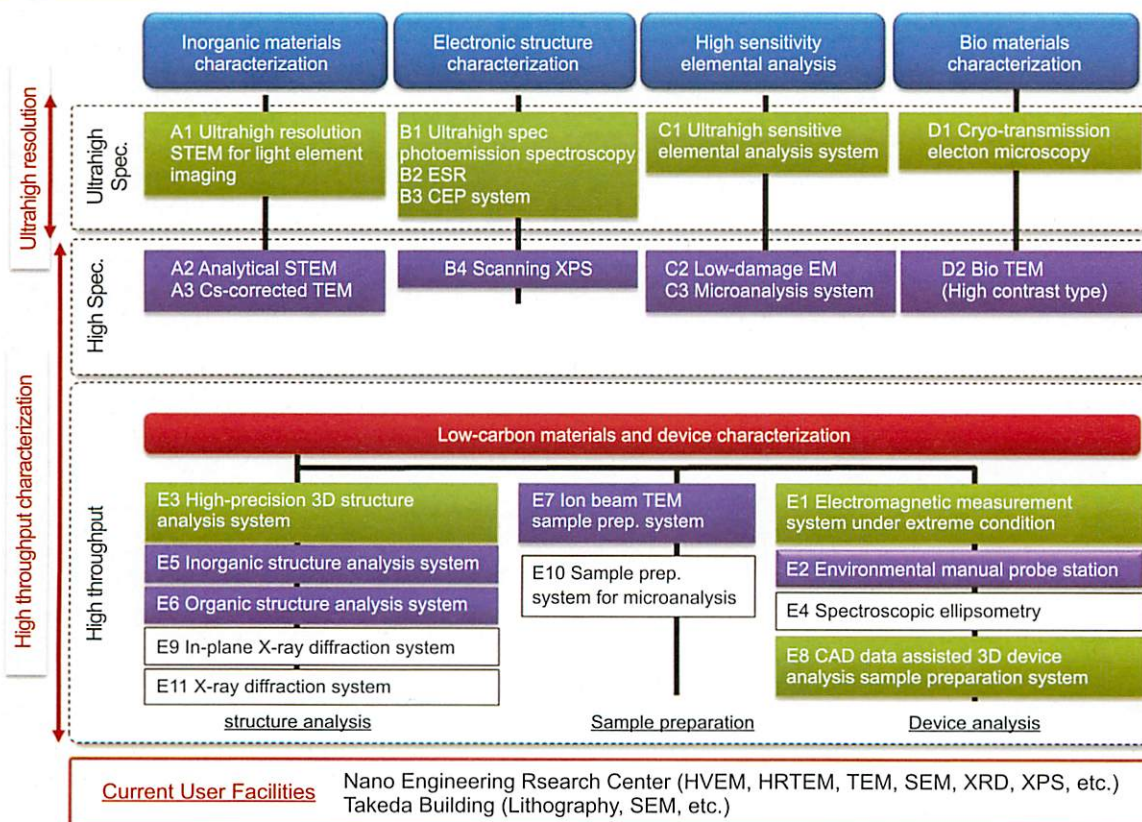 Inorganic materials
characterization
Electronic structure
characterization
High sensitivity
elemental analysis
Bio materials
characterization
Ultrahigh resolution
Ultrahigh
Spec.
A1 Ultrahigh resolution
STEM for light element
imaging
B1 Ultrahigh spec
photoemission spectroscopy
B2 ESR
B3 CEP system
C1 Ultrahigh sensitive
elemental analysis system
D1 Cryo-transmission
electon microscopy
High throughput characterization
High Spec.
A2 Analytical STEM
A3 Cs-corrected TEM
B4 Scanning XPS
C2 Low-damage EM
C3 Microanalysis system
D2 Bio TEM
(High contrast type)
High throughput
Low-carbon materials and device characterization
E3 High-precision 3D structure
analysis system
E5 Inorganic structure analysis system
E6 Organic structure analysis system
E9 In-plane X-ray diffraction system
E11 X-ray diffraction system
structure analysis
E7 Ion beam TEM
sample prep. system
E10 Sample prep.
system for microanalysis
Sample preparation
E1 Electromagnetic measurement
system under extreme condition
E2 Environmental manual probe station
E4 Spectroscopic ellipsometry
E8 CAD data assisted 3D device
analysis sample preparation system
Device analysis
Current User Facilities
Nano Engineering Rsearch Center (HVEM, HRTEM, TEM, SEM, XRD, XPS, etc.)
Takeda Building (Lithography, SEM, etc.)